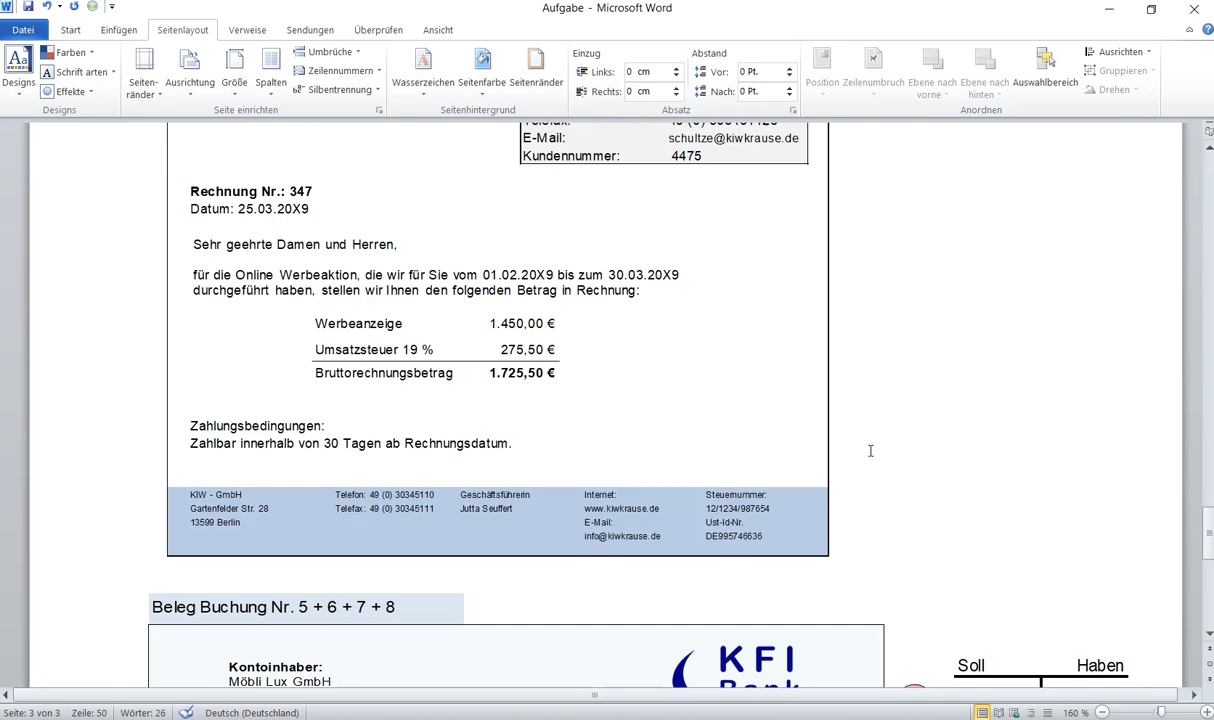 Aufgabe - Microsoft Word
Datei Start Einfügen Seitenlayout Verweise Sendungen Überprüfen Ansicht
Designs
Farben
Schrift arten
Effekte
Designs
Seiten-
ränder
Ausrichtung
Größe
Spalten
Umbrüche
Zeilennummern
Silbentrennung
Seite einrichten
Wasserzeichen
Seitenfarbe
Seitenränder
Seitenhintergrund
Einzug
Links: 0 cm
Rechts: 0 cm
Abstand
Vor: 0 Pt.
Nach: 0 Pt.
Absatz
Position
Zeilenumbruch
Ebene nach
vorne
Ebene nach
hinten
Auswahlbereich
Ausrichten
Gruppieren
Drehen
Anordnen
E-Mail: schultze@kiwkrause.de
Kundennummer: 4475
Rechnung Nr.: 347
Datum: 25.03.20X9
Sehr geehrte Damen und Herren,
für die Online Werbeaktion, die wir für Sie vom 01.02.20X9 bis zum 30.03.20X9
durchgeführt haben, stellen wir Ihnen den folgenden Betrag in Rechnung:
Werbeanzeige 1.450,00 €
Umsatzsteuer 19 % 275,50 €
Bruttorechnungsbetrag 1.725,50 €
Zahlungsbedingungen:
Zahlbar innerhalb von 30 Tagen ab Rechnungsdatum.
KIW - GmbH Telefon: 49 (0) 30345110 Geschäftsführerin Internet: Steuernummer:
Gartenfelder Str. 28 Telefax: 49 (0) 30345111 Jutta Seuffert www.kiwkrause.de 12/1234/987654
13599 Berlin E-Mail: Ust-Id-Nr.
info@kiwkrause.de DE995746636
Beleg Buchung Nr. 5 + 6 + 7 + 8
Kontoinhaber:
Möbli Lux GmbH
KFI
Bank
Soll Haben
Seite: 3 von 3 Zeile: 50 Wörter: 26 Deutsch (Deutschland) 160 %